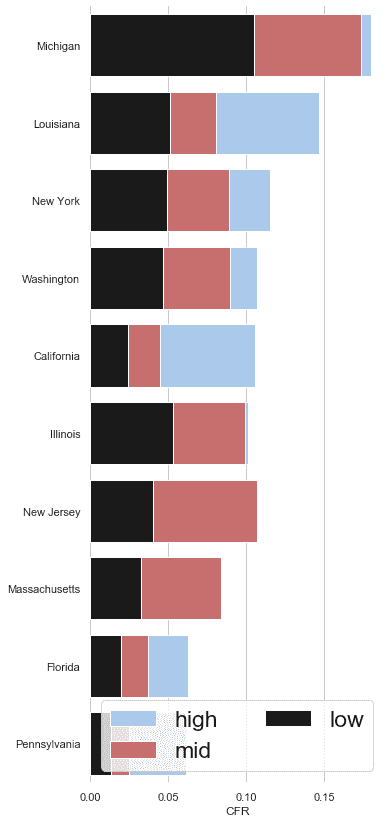 Michigan
Louisiana
New York
Washington
California
Illinois
New Jersey
Massachusetts
Florida
Pennsylvania
high
low
mid
0.00 0.05 0.10 0.15
CFR